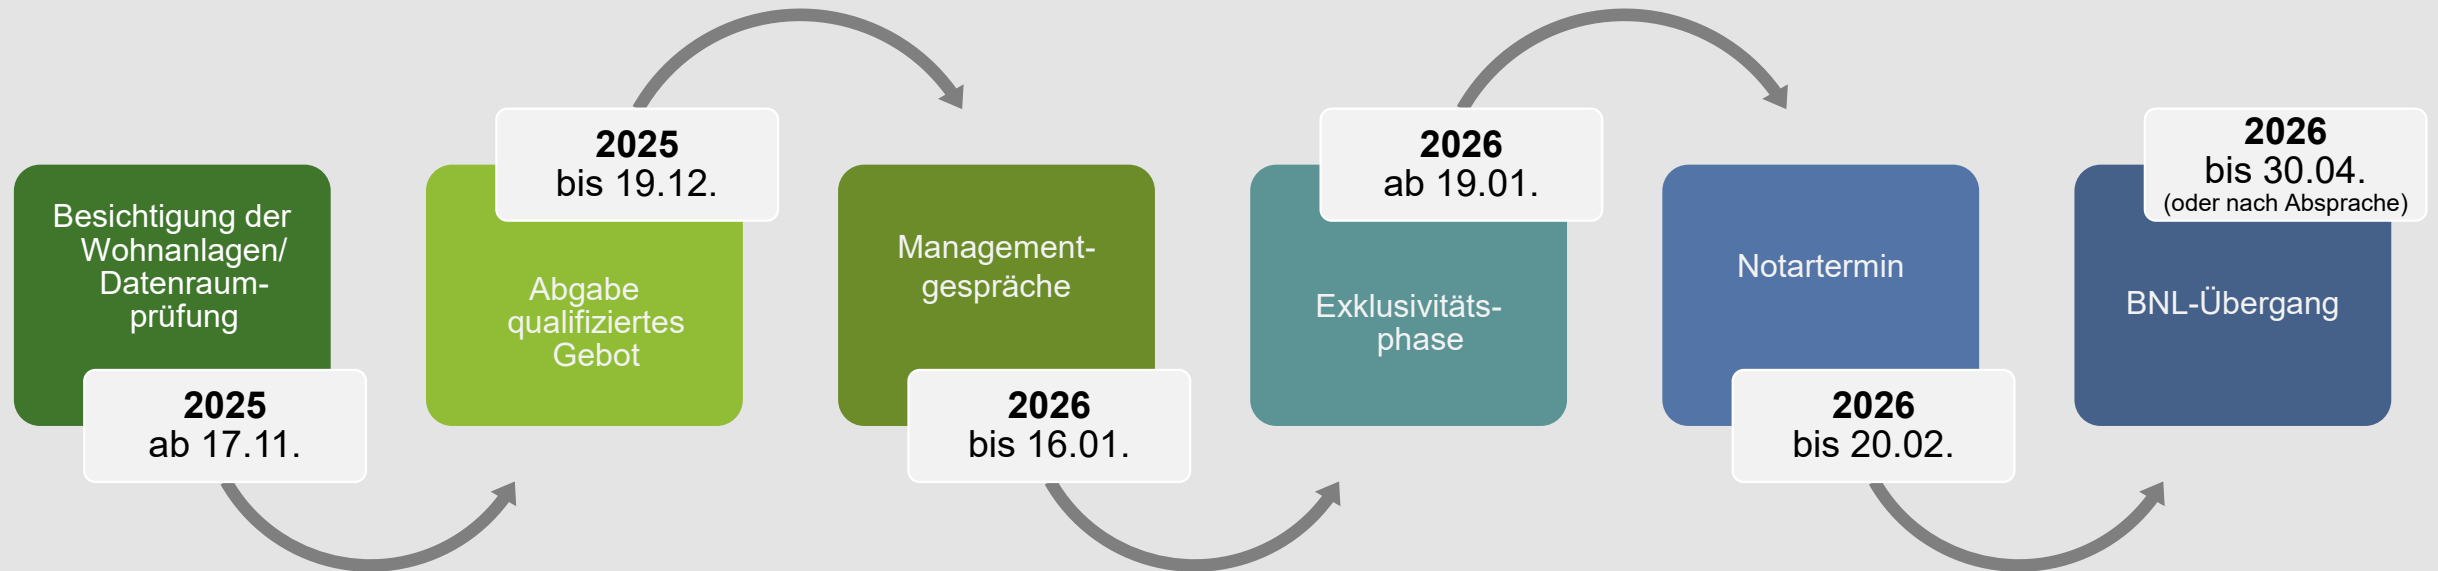 Besichtigung der
Wohnanlagen/
Datenraum-
prüfung
2025
ab 17.11.
2025
bis 19.12.
Abgabe
qualifiziertes
Gebot
Management-
gespräche
2026
bis 16.01.
2026
ab 19.01.
Exklusivitäts-
phase
Notartermin
2026
bis 20.02.
2026
bis 30.04.
(oder nach Absprache)
BNL-Übergang